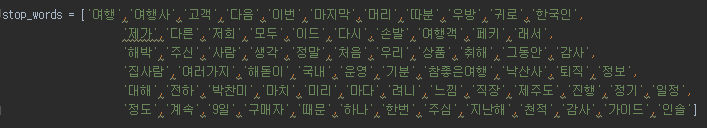 stop_words = ['여행','여행사','고객','다음','이번','마지막','머리','따분','우방','귀로','한국인',
'제가','다른','저희','모두','이드','다시','손발','여행객','페키','래서',
'해박','주신','사람','생각','정말','처음','우리','상품','취해','그동안','감사',
'집사람','여러가지','해돋이','국내','운영','기분','참좋은여행','낙산사','퇴직','정보',
'대해','전하','박찬미','마치','미리','마다','려니','느낌','직장','제주도','진행','정기','일정',
'정도','계속','9일','구매자','때문','하나','한번','주심','지난해','천적','감사','가이드','인솔']